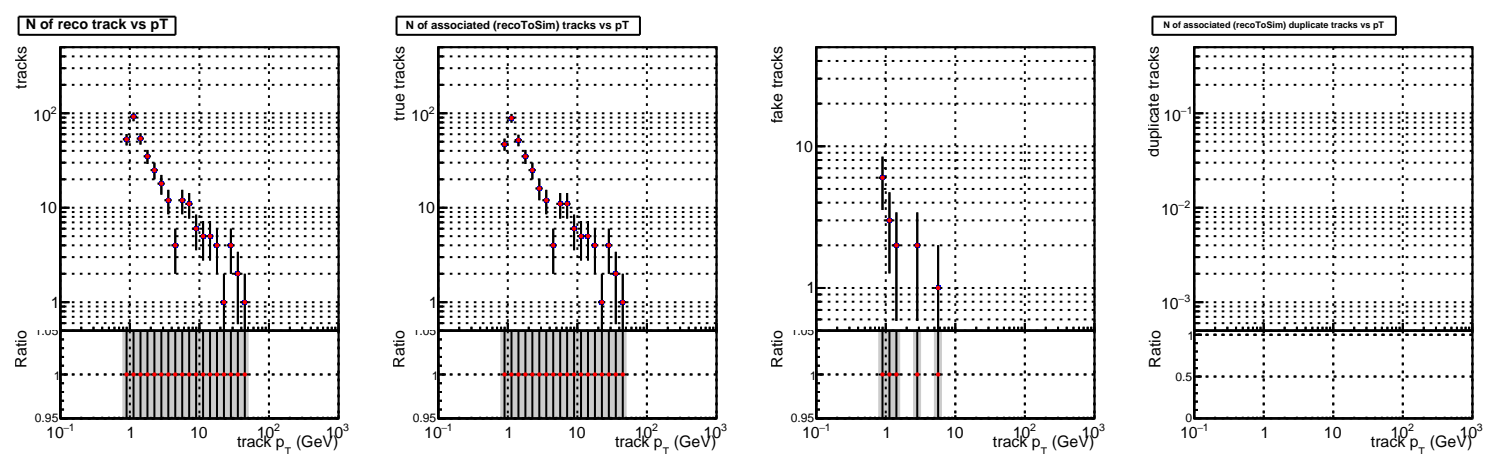 N of reco track vs pT
tracks
10²
10
1
Ratio
1.05
1
0.95
10⁻¹ 1 10 10² 10³
track p_T (GeV)
N of associated (recoToSim) tracks vs pT
true tracks
10²
10
1
Ratio
1.05
1
0.95
10⁻¹ 1 10 10² 10³
track p_T (GeV)
fake tracks
10
1
Ratio
1.05
1
0.95
10⁻¹ 1 10 10² 10³
track p_T (GeV)
N of associated (recoToSim) duplicate tracks vs pT
duplicate tracks
10⁻¹
10⁻²
10⁻³
Ratio
1
0.5
0
10⁻¹ 1 10 10² 10³
track p_T (GeV)